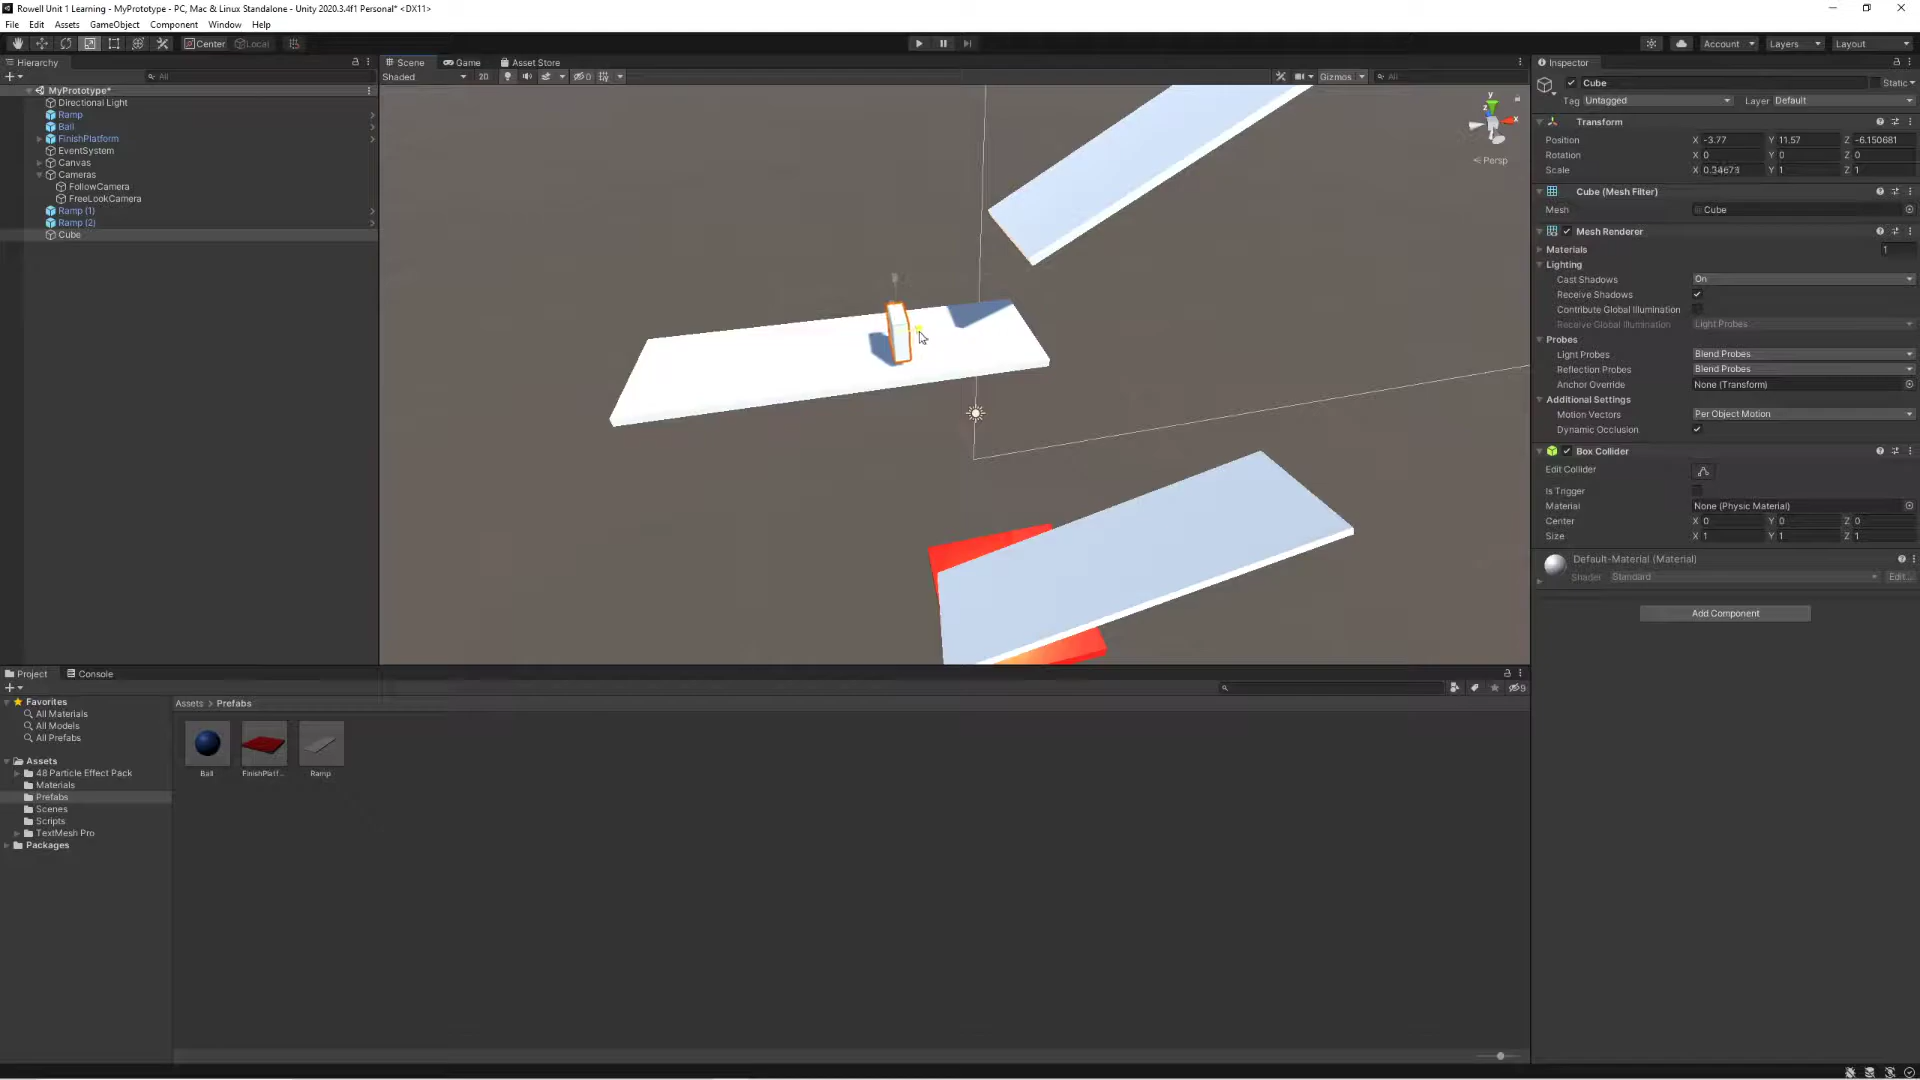 Rowell Unit 1 Learning - MyPrototype - PC, Mac & Linux Standalone - Unity 2020.3.4f1 Personal* <DX11>
File Edit Assets GameObject Component Window Help
Center Local Account Layers Layout
Hierarchy
All
MyPrototype*
Directional Light
Ramp
Ball
FinishPlatform
EventSystem
Canvas
Cameras
FollowCamera
FreeLookCamera
Ramp (1)
Ramp (2)
Cube
Scene Game Asset Store
Shaded 2D 0 Gizmos All
y
x
z
Persp
Inspector
Cube Static
Tag Untagged Layer Default
Transform
Position X -3.77 Y 11.57 Z -6.150681
Rotation X 0 Y 0 Z 0
Scale X 0.34673 Y 1 Z 1
Cube (Mesh Filter)
Mesh Cube
Mesh Renderer
Materials 1
Lighting
Cast Shadows On
Receive Shadows
Contribute Global Illumination
Receive Global Illumination Light Probes
Probes
Light Probes Blend Probes
Reflection Probes Blend Probes
Anchor Override None (Transform)
Additional Settings
Motion Vectors Per Object Motion
Dynamic Occlusion
Box Collider
Edit Collider
Is Trigger
Material None (Physic Material)
Center X 0 Y 0 Z 0
Size X 1 Y 1 Z 1
Default-Material (Material)
Shader Standard Edit...
Add Component
Project Console
9
Favorites
All Materials
All Models
All Prefabs
Assets
48 Particle Effect Pack
Materials
Prefabs
Scenes
Scripts
TextMesh Pro
Packages
Assets > Prefabs
Ball FinishPlatf... Ramp